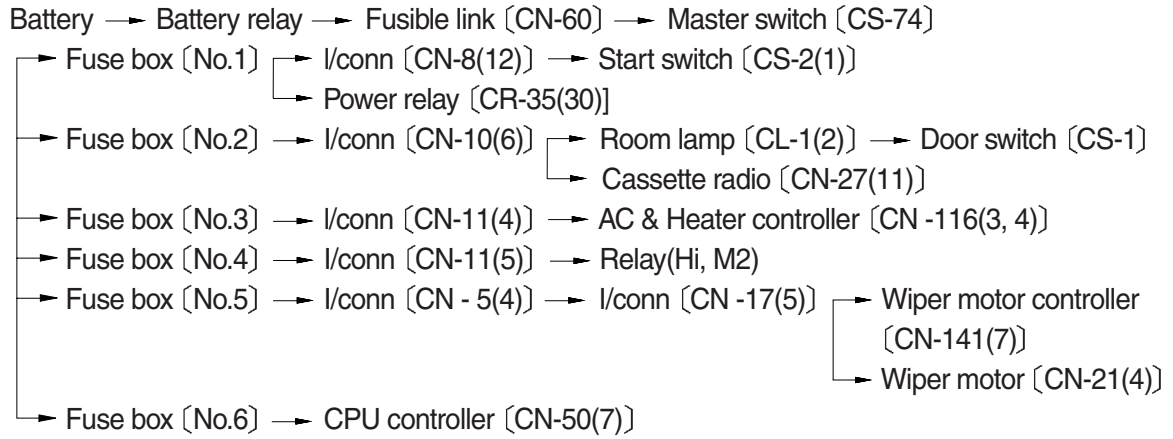 Battery → Battery relay → Fusible link〔CN-60〕→ Master switch〔CS-74〕
Fuse box〔No.1〕 → I/conn〔CN-8(12)〕→ Start switch〔CS-2(1)〕
→ Power relay〔CR-35(30)]
Fuse box〔No.2〕→ I/conn〔CN-10(6)〕 → Room lamp〔CL-1(2)〕→ Door switch〔CS-1〕
→ Cassette radio〔CN-27(11)〕
Fuse box〔No.3〕→ I/conn〔CN-11(4)〕→ AC & Heater controller〔CN -116(3, 4)〕
Fuse box〔No.4〕→ I/conn〔CN-11(5)〕→ Relay(Hi, M2)
Fuse box〔No.5〕→ I/conn〔CN - 5(4)〕→ I/conn〔CN -17(5)〕 → Wiper motor controller
〔CN-141(7)〕
→ Wiper motor〔CN-21(4)〕
Fuse box〔No.6〕→ CPU controller〔CN-50(7)〕